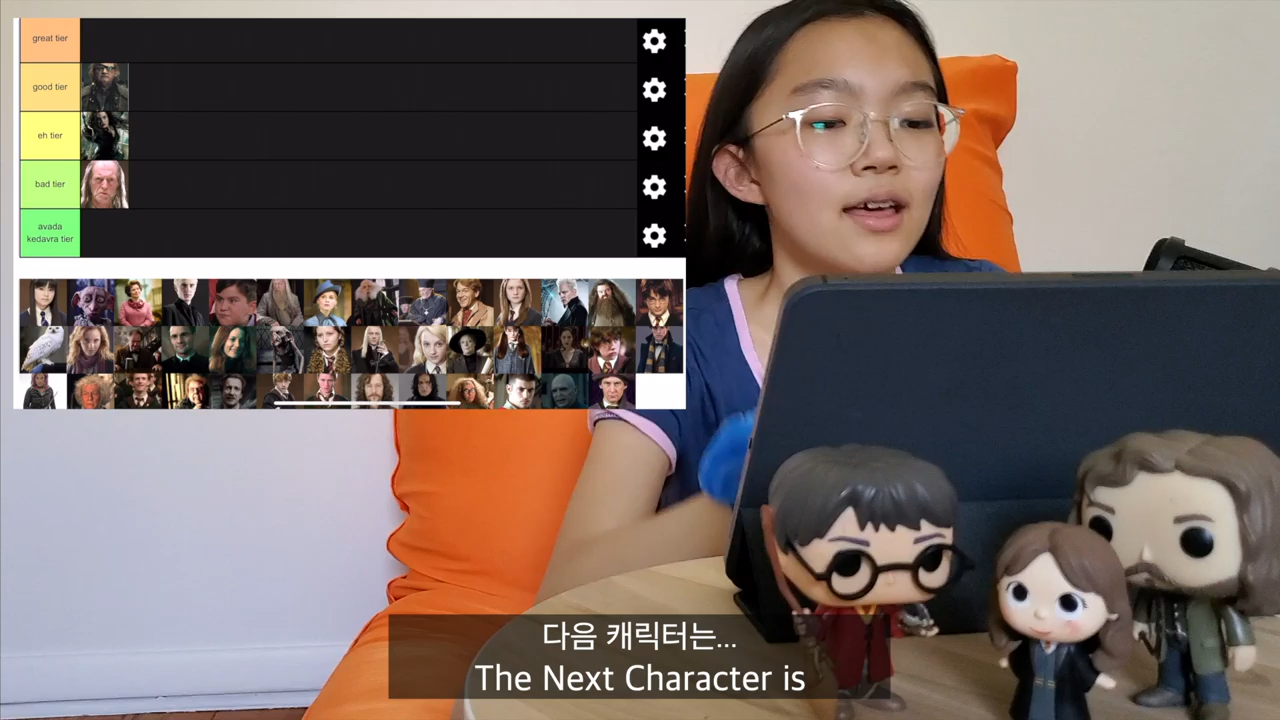 great tier
good tier
eh tier
bad tier
avada
kedavra tier
다음 캐릭터는...
The Next Character is